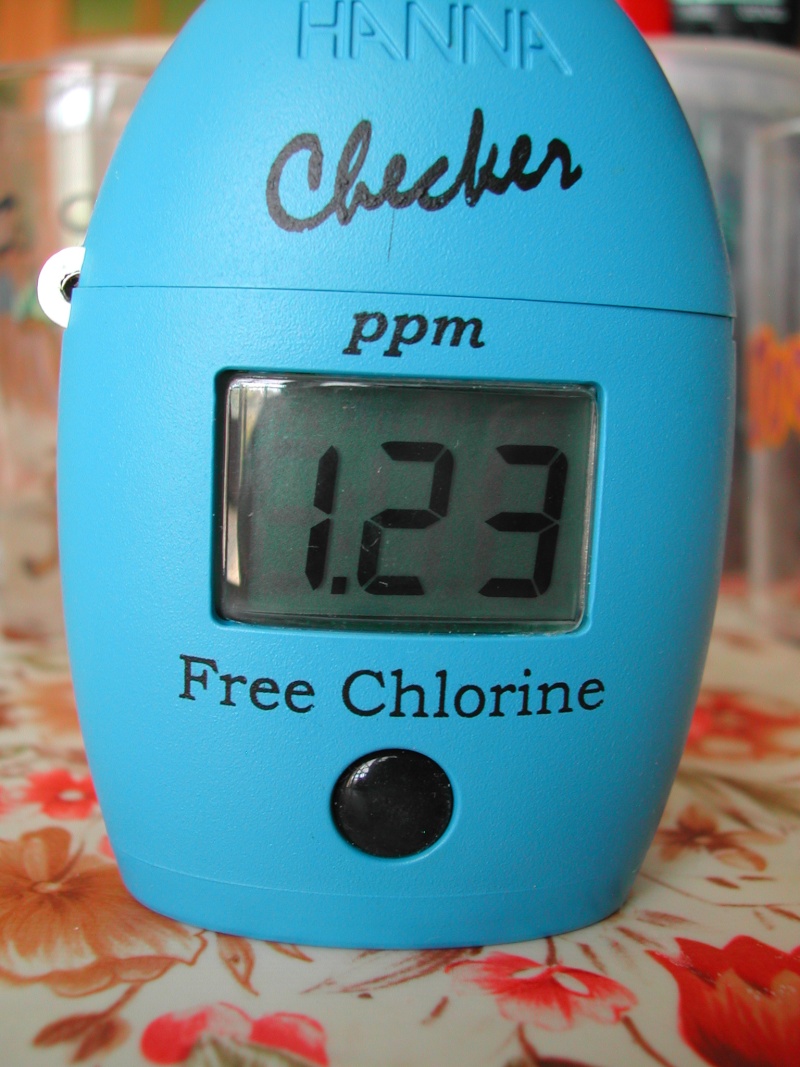 HANNA
Checker
ppm
1.23
Free Chlorine